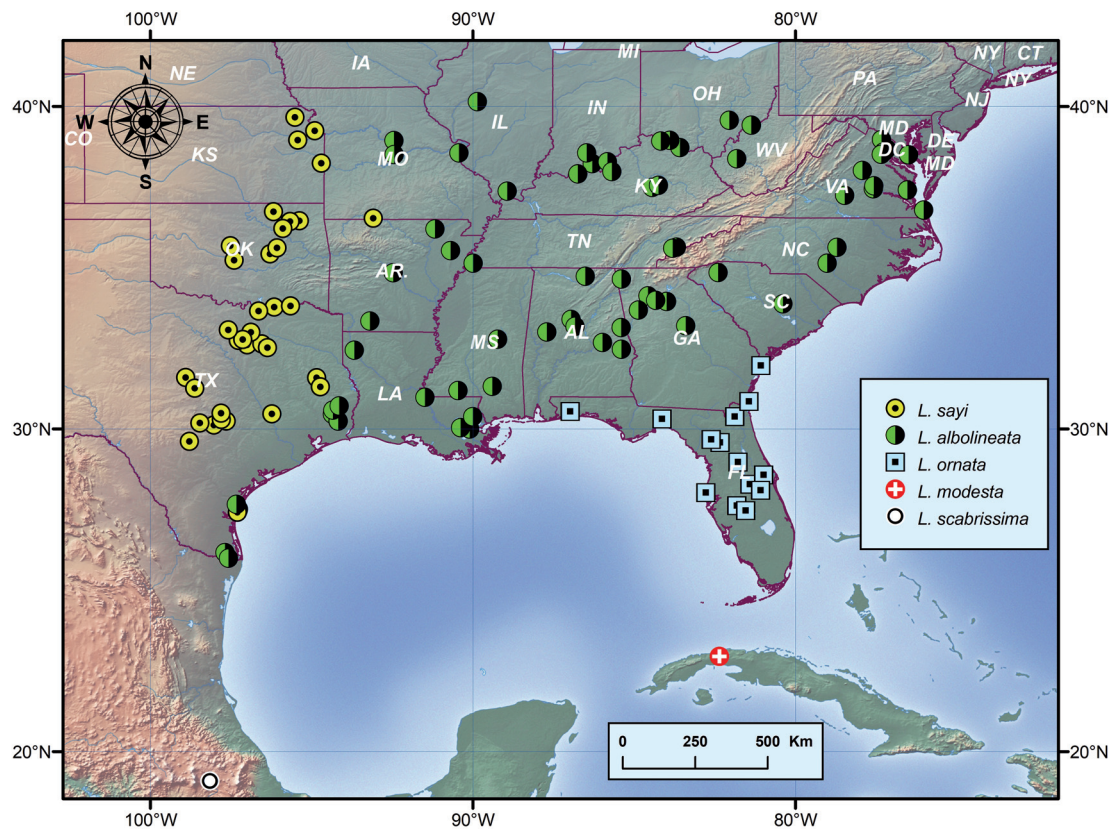 100°W 90°W 80°W
MI NY CT
N
NE IA PA NY
OH
IN NJ
40°N IL 40°N
W E MD
CO DE
KS MO WV DC
MD
S
KY VA
TN NC
OK
AR.
SC
MS AL GA
TX
LA
L. sayi
30°N L. albolineata 30°N
FL L. ornata
L. modesta
L. scabrissima
0 250 500 Km
20°N 20°N
100°W 90°W 80°W